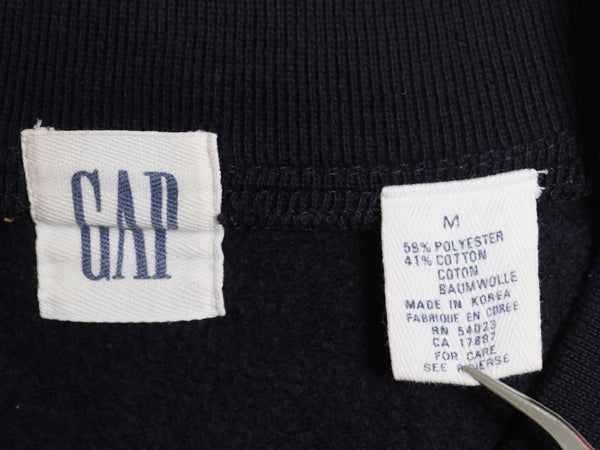 GAP
M
59% POLYESTER
41% COTTON
COTON
BAUMWOLLE
MADE IN KOREA
FABRIQUE EN CORÉE
RN 54023
CA 17897
FOR CARE
SEE REVERSE